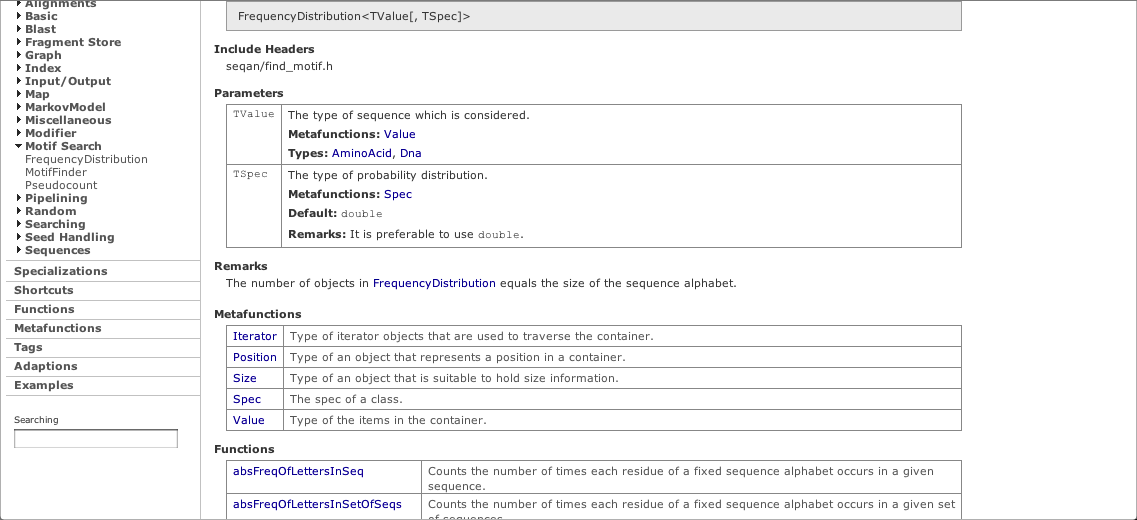 Alignments
Basic
Blast
Fragment Store
Graph
Index
Input/Output
Map
MarkovModel
Miscellaneous
Modifier
Motif Search
FrequencyDistribution
MotifFinder
Pseudocount
Pipelining
Random
Searching
Seed Handling
Sequences
Specializations
Shortcuts
Functions
Metafunctions
Tags
Adaptions
Examples
Searching
FrequencyDistribution<TValue[, TSpec]>
Include Headers
seqan/find_motif.h
Parameters
TValue The type of sequence which is considered.
Metafunctions: Value
Types: AminoAcid, Dna
TSpec The type of probability distribution.
Metafunctions: Spec
Default: double
Remarks: It is preferable to use double.
Remarks
The number of objects in FrequencyDistribution equals the size of the sequence alphabet.
Metafunctions
Iterator Type of iterator objects that are used to traverse the container.
Position Type of an object that represents a position in a container.
Size Type of an object that is suitable to hold size information.
Spec The spec of a class.
Value Type of the items in the container.
Functions
absFreqOfLettersInSeq Counts the number of times each residue of a fixed sequence alphabet occurs in a given
sequence.
absFreqOfLettersInSetOfSeqs Counts the number of times each residue of a fixed sequence alphabet occurs in a given set
of sequences.